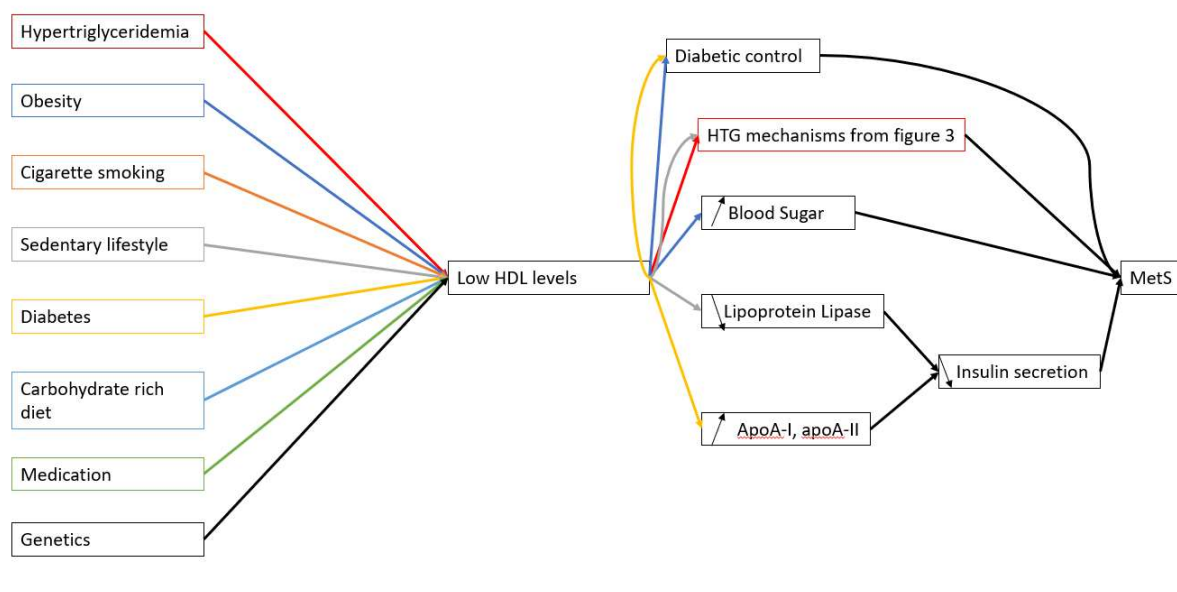 Hypertriglyceridemia
Obesity
Cigarette smoking
Sedentary lifestyle
Diabetes
Carbohydrate rich
diet
Medication
Genetics
Low HDL levels
Diabetic control
HTG mechanisms from figure 3
Blood Sugar
Lipoprotein Lipase
ApoA-I, apoA-II
Insulin secretion
MetS